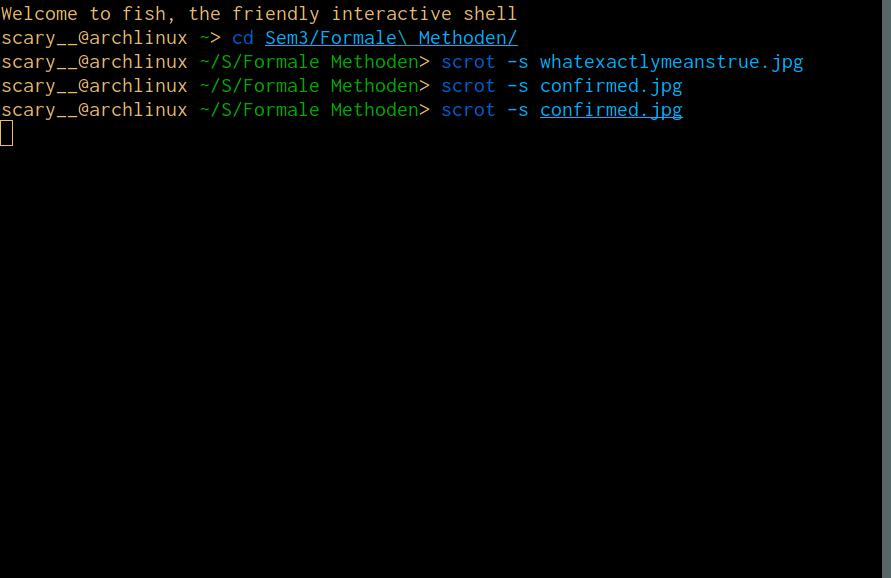 Welcome to fish, the friendly interactive shell
scary__@archlinux ~> cd Sem3/Formale\ Methoden/
scary__@archlinux ~/S/Formale Methoden> scrot -s whatexactlymeanstrue.jpg
scary__@archlinux ~/S/Formale Methoden> scrot -s confirmed.jpg
scary__@archlinux ~/S/Formale Methoden> scrot -s confirmed.jpg